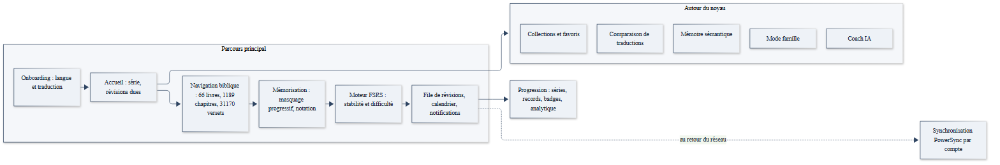 Autour du noyau
Collections et favoris
Comparaison de
traductions
Mémoire sémantique
Mode famille
Coach IA
Parcours principal
Onboarding : langue
et traduction
Accueil : série,
révisions dues
Navigation biblique
: 66 livres, 1189
chapitres, 31170
versets
Mémorisation :
masquage
progressif, notation
Moteur FSRS :
stabilité et difficulté
File de révisions,
calendrier,
notifications
Progression : séries,
records, badges,
analytique
au retour du réseau
Synchronisation
PowerSync par
compte